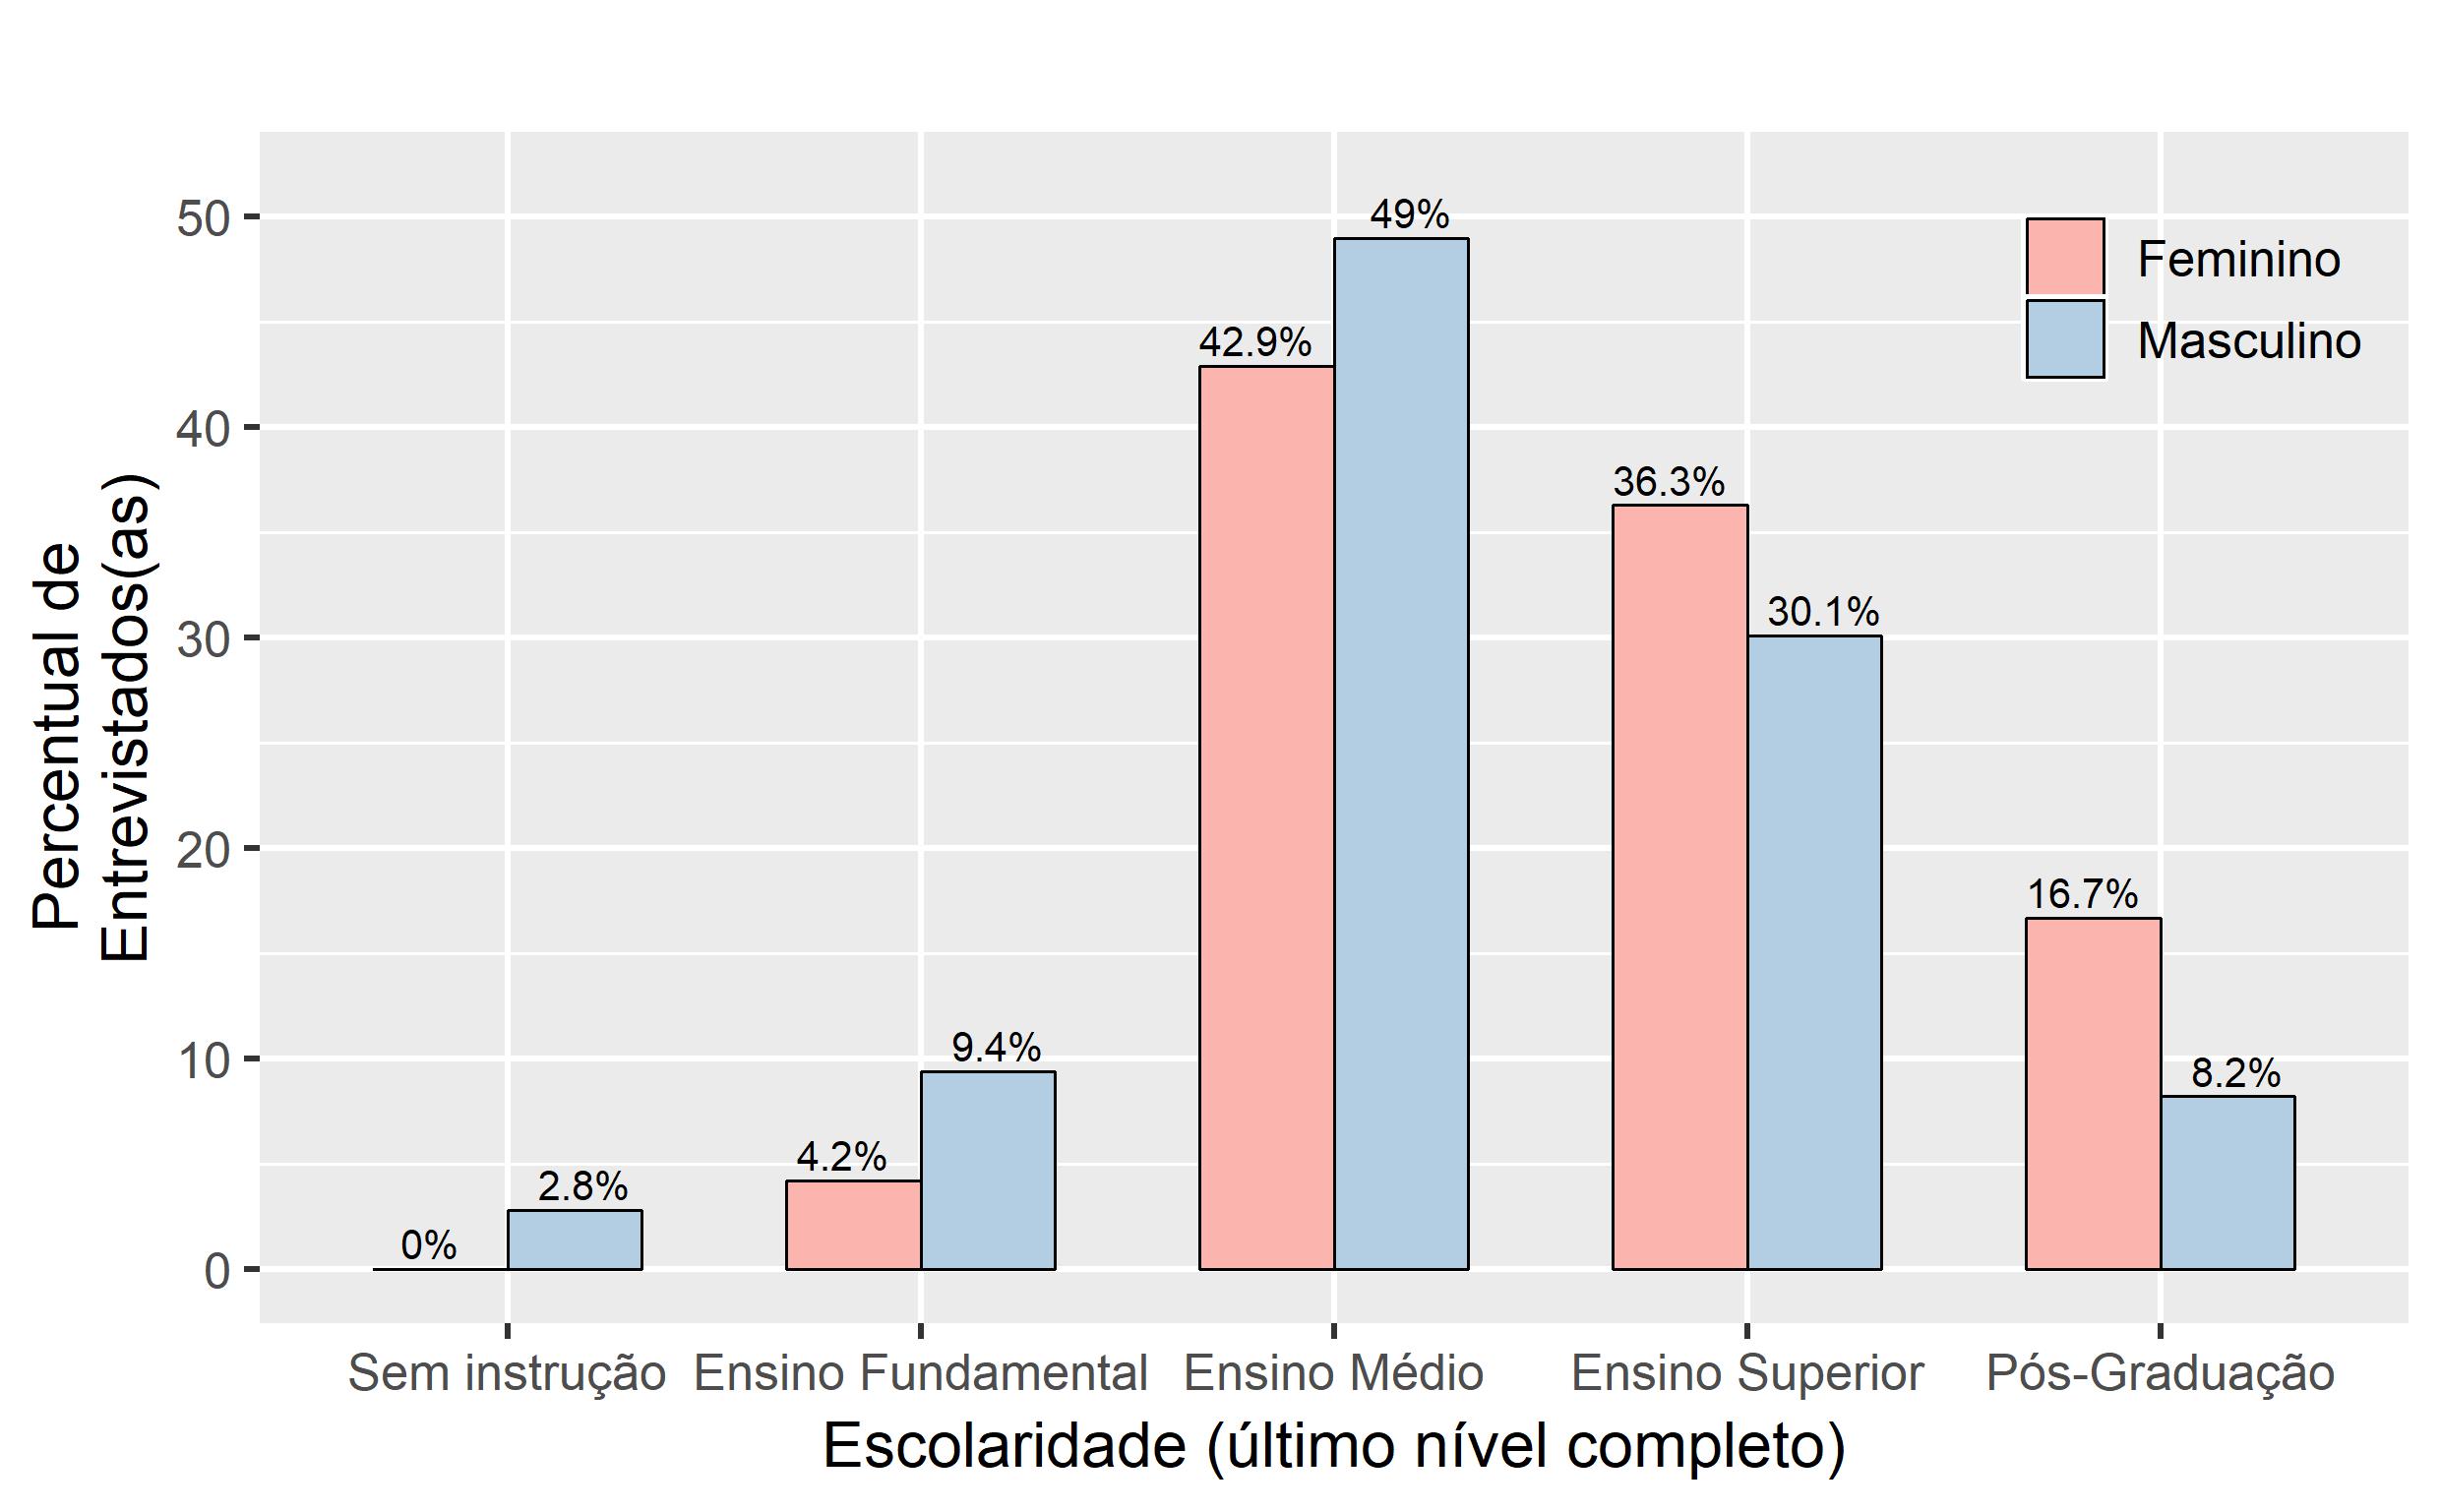 Percentual de
Entrevistados(as)
50
40
30
20
10
0
0%
2.8%
4.2%
9.4%
42.9%
49%
36.3%
30.1%
16.7%
8.2%
Feminino
Masculino
Sem instrução
Ensino Fundamental
Ensino Médio
Ensino Superior
Pós-Graduação
Escolaridade (último nível completo)